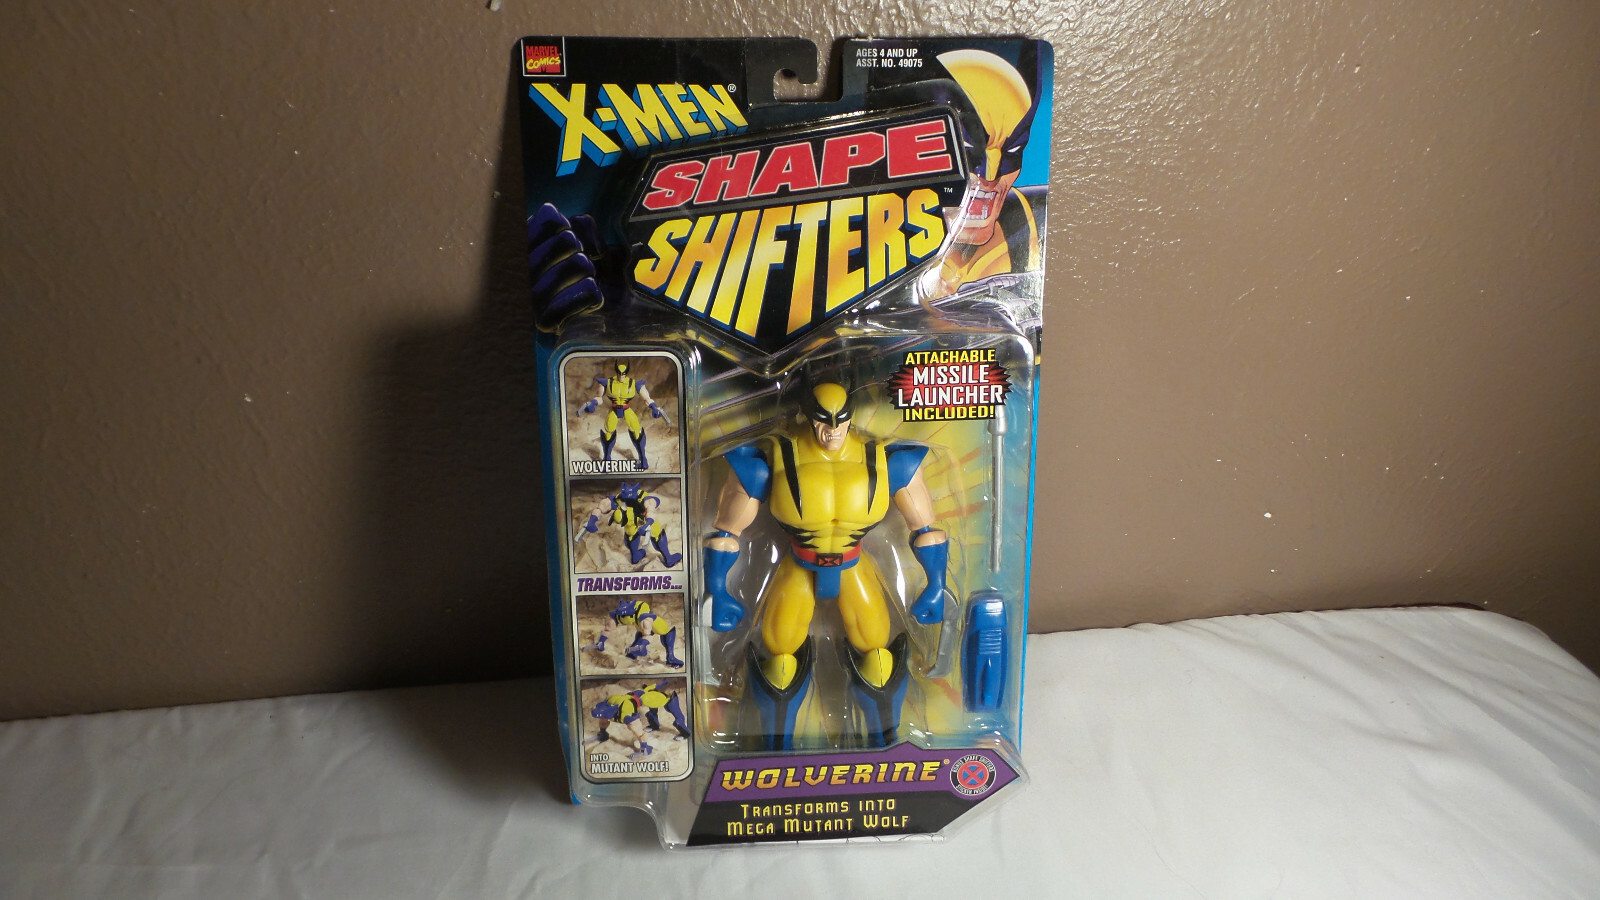 MARVEL
COMICS
AGES 4 AND UP
ASST. NO. 49075
X-MEN®
SHAPE
SHIFTERS™
ATTACHABLE
MISSILE
LAUNCHER
INCLUDED!
WOLVERINE...
TRANSFORMS...
INTO
MUTANT WOLF!
WOLVERINE®
TRANSFORMS INTO
MEGA MUTANT WOLF